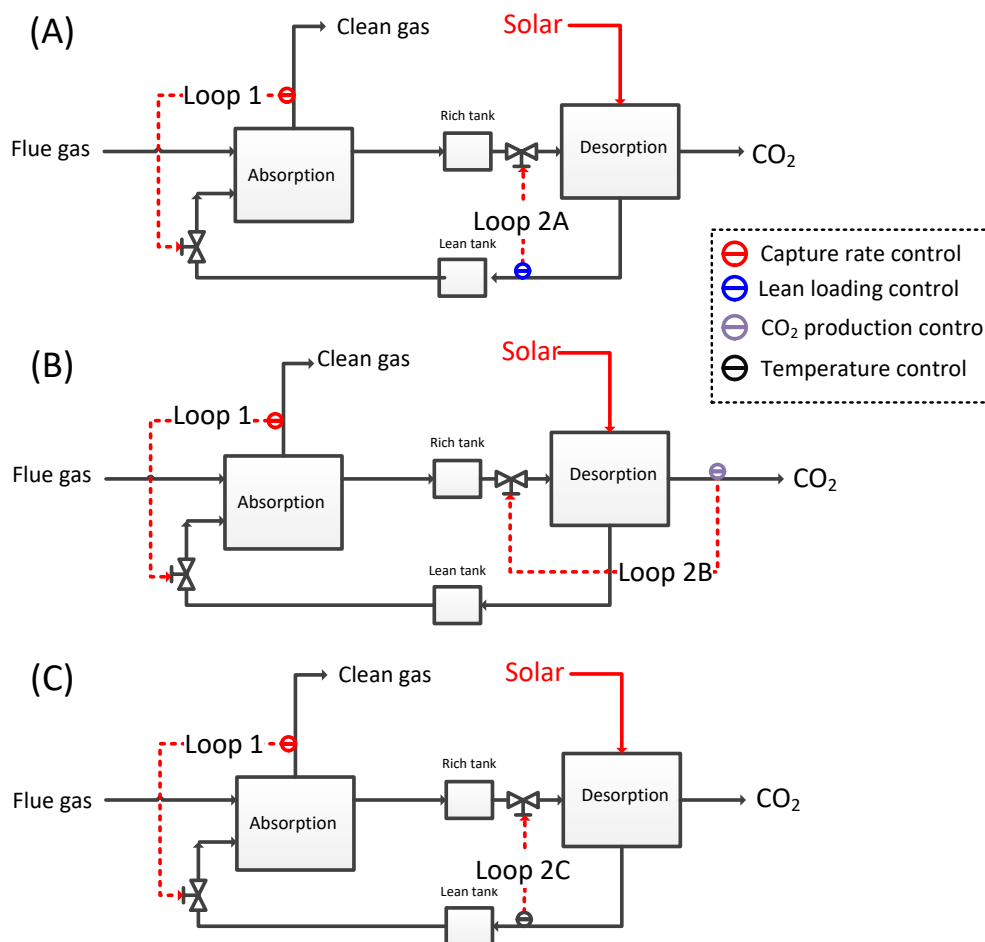 (A)
Clean gas
Solar
Loop 1
Rich tank
Flue gas
Absorption
Desorption
CO₂
Loop 2A
Lean tank
Capture rate control
Lean loading control
CO₂ production contro
Temperature control
(B)
Clean gas
Solar
Loop 1
Rich tank
Flue gas
Absorption
Desorption
CO₂
Loop 2B
Lean tank
(C)
Clean gas
Solar
Loop 1
Rich tank
Flue gas
Absorption
Desorption
CO₂
Loop 2C
Lean tank